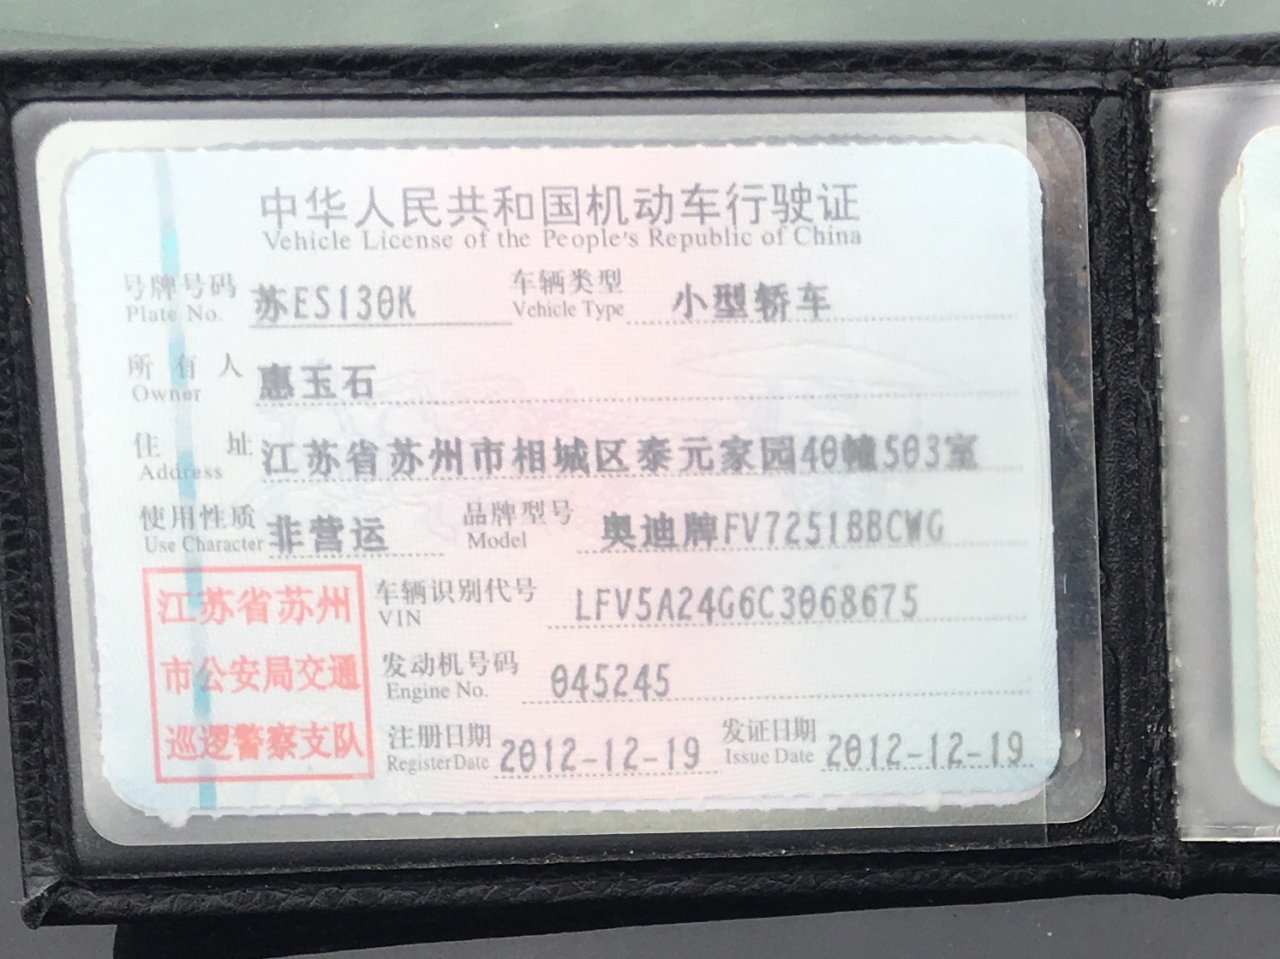 中华人民共和国机动车行驶证
Vehicle License of the People's Republic of China
号牌号码 苏ES130K 车辆类型 小型轿车
Plate No. Vehicle Type
所有人 惠玉石
Owner
住址 江苏省苏州市相城区泰元家园40幢503室
Address
使用性质 非营运 品牌型号 奥迪牌FV7251BBCWG
Use Character Model
江苏省苏州
市公安局交通
巡逻警察支队
车辆识别代号 LFV5A24G6C3068675
VIN
发动机号码 045245
Engine No.
注册日期 2012-12-19 发证日期 2012-12-19
Register Date Issue Date